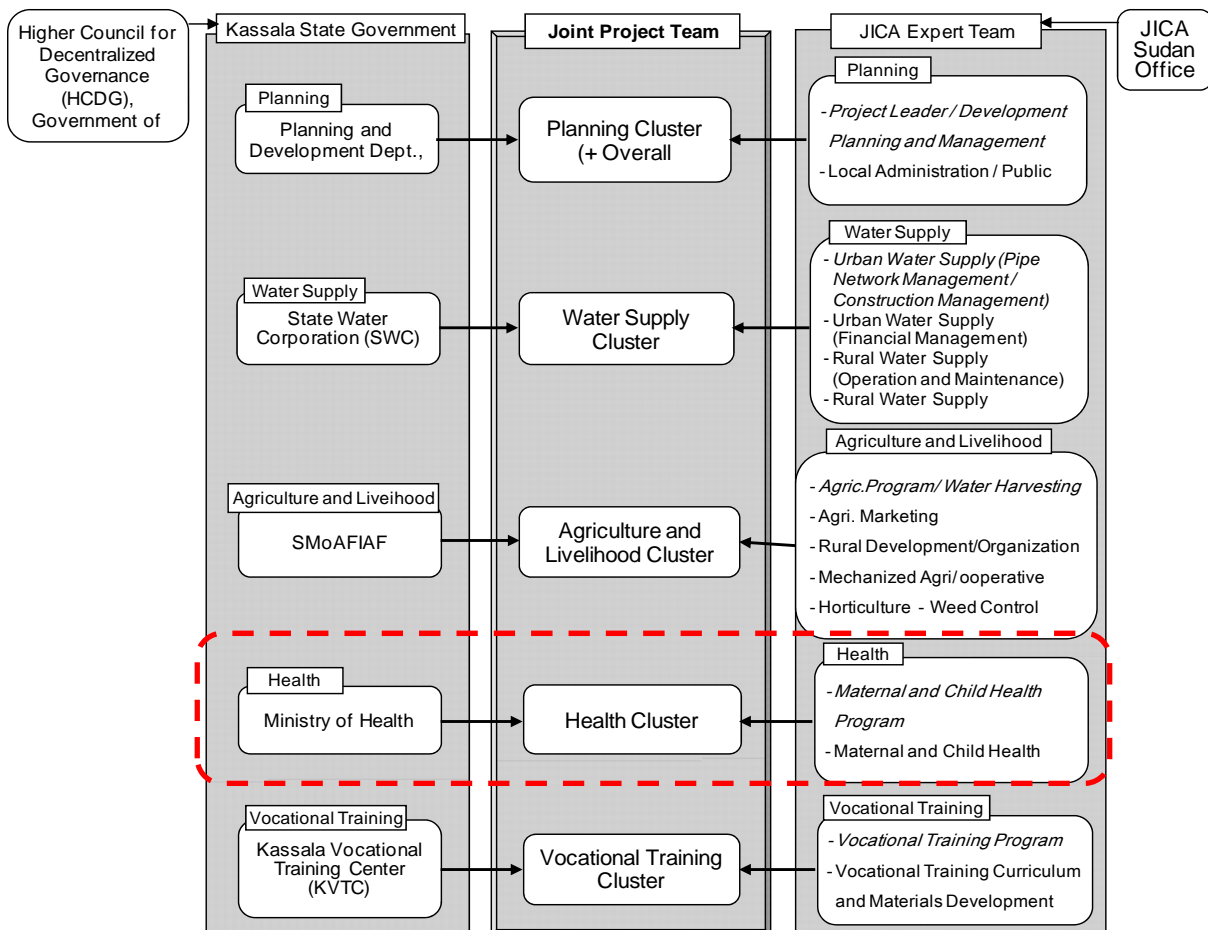 Higher Council for
Decentralized
Governance
(HCDG),
Government of
Kassala State Government
Joint Project Team
JICA Expert Team
JICA
Sudan
Office
Planning
Planning and
Development Dept.,
Planning Cluster
(+ Overall
Planning
- Project Leader / Development
Planning and Management
- Local Administration / Public
Water Supply
State Water
Corporation (SWC)
Water Supply
Cluster
Water Supply
- Urban Water Supply (Pipe
Network Management /
Construction Management)
- Urban Water Supply
(Financial Management)
- Rural Water Supply
(Operation and Maintenance)
- Rural Water Supply
Agriculture and Liveihood
SMoAFIAF
Agriculture and
Livelihood Cluster
Agriculture and Livelihood
- Agric.Program/ Water Harvesting
- Agri. Marketing
- Rural Development/Organization
- Mechanized Agri/ ooperative
- Horticulture - Weed Control
Health
Ministry of Health
Health Cluster
Health
- Maternal and Child Health
Program
- Maternal and Child Health
Vocational Training
Kassala Vocational
Training Center
(KVTC)
Vocational Training
Cluster
Vocational Training
- Vocational Training Program
- Vocational Training Curriculum
and Materials Development